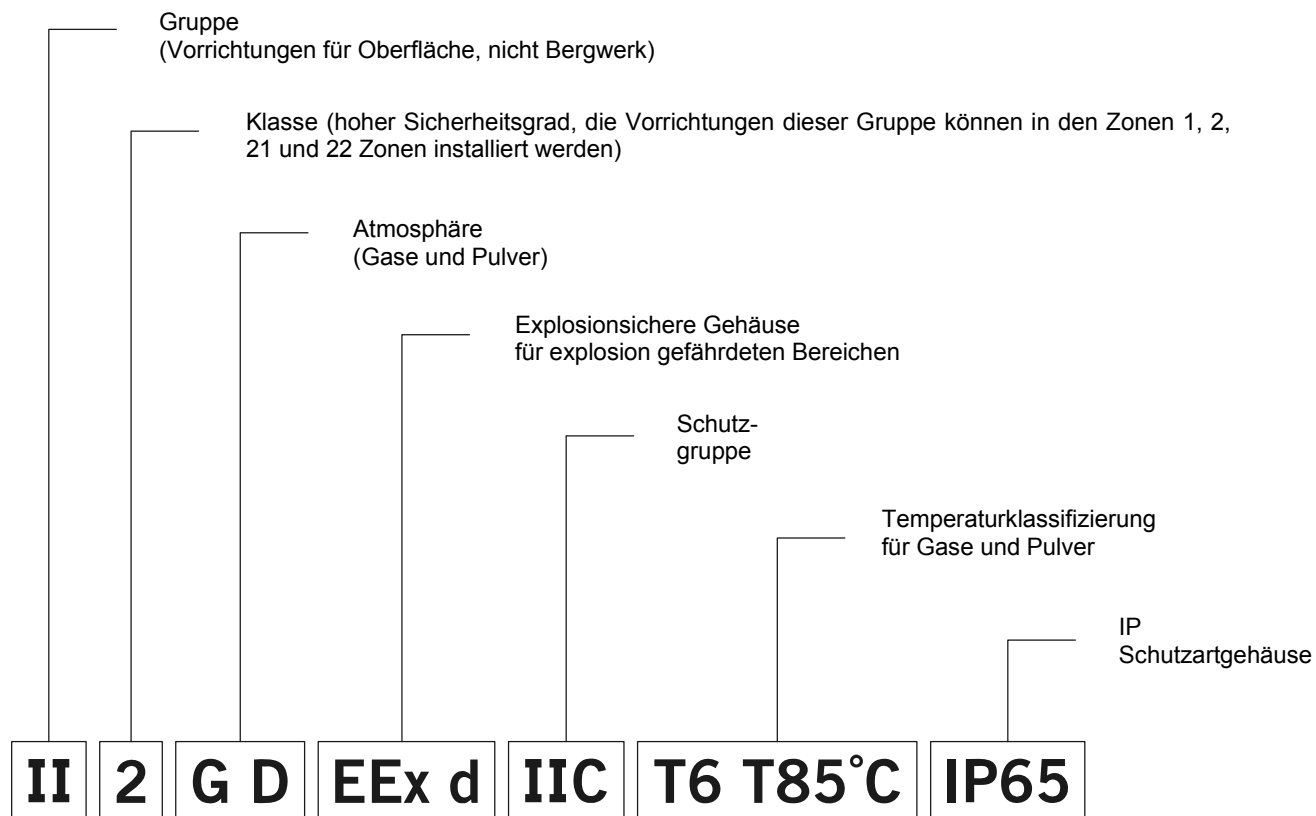 Gruppe
(Vorrichtungen für Oberfläche, nicht Bergwerk)
Klasse (hoher Sicherheitsgrad, die Vorrichtungen dieser Gruppe können in den Zonen 1, 2,
21 und 22 Zonen installiert werden)
Atmosphäre
(Gase und Pulver)
Explosionsichere Gehäuse
für explosion gefährdeten Bereichen
Schutz-
gruppe
Temperaturklassifizierung
für Gase und Pulver
IP
Schutzartgehäuse
II 2 G D EEx d IIC T6 T85°C IP65